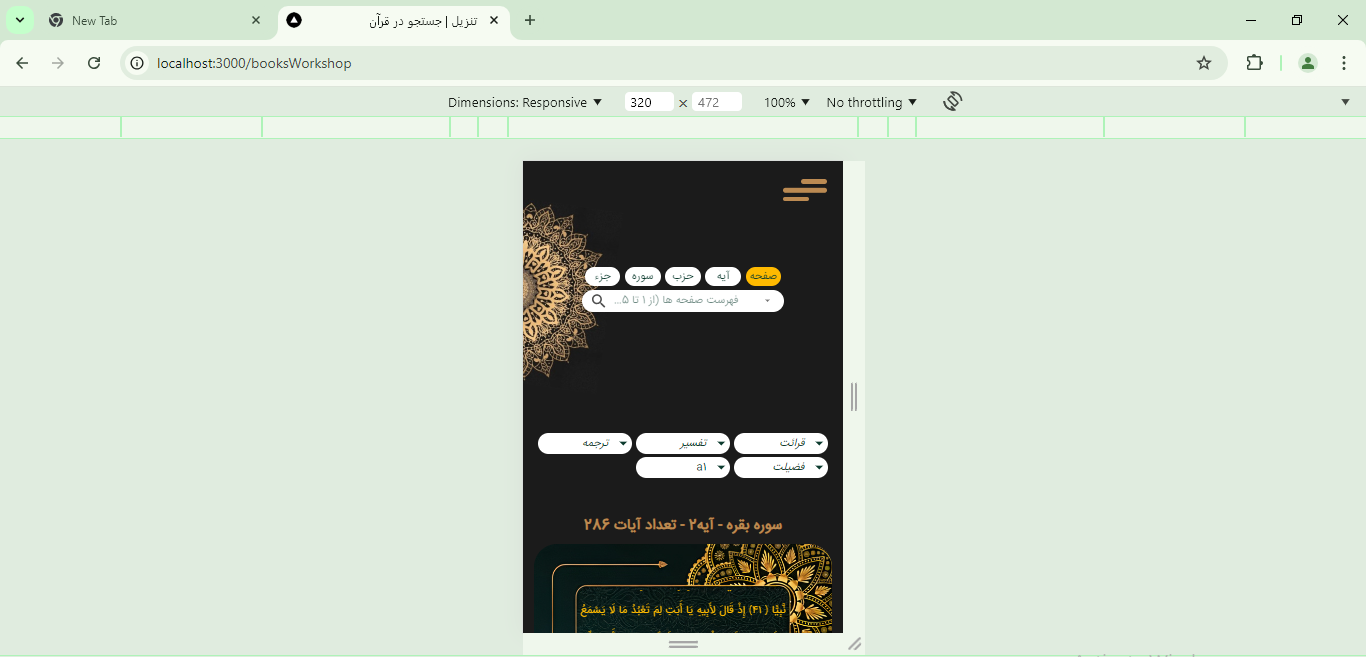 New Tab
تنزیل | جستجو در قرآن
localhost:3000/booksWorkshop
Dimensions: Responsive 320 × 472 100% No throttling
صفحه آیه حزب سوره جزء
فهرست صفحه ها (از ۱ تا ۵...
قرائت تفسیر ترجمه
فضیلت a۱
سوره بقره - آیه۲ - تعداد آیات ۲۸۶
نَّبِيًّا (۴۱) إِذْ قَالَ لِأَبِيهِ يَا أَبَتِ لِمَ تَعْبُدُ مَا لَا يَسْمَعُ